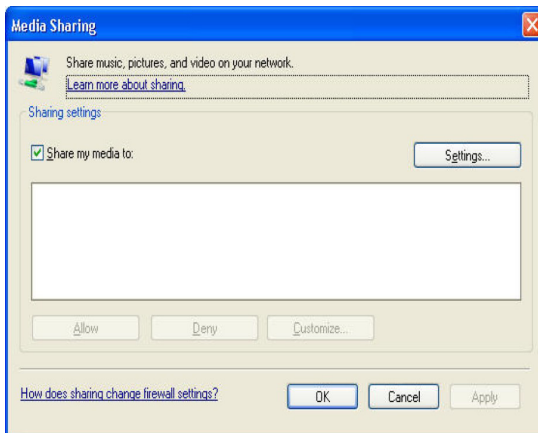 Media Sharing
Share music, pictures, and video on your network.
Learn more about sharing.
Sharing settings
Share my media to:
Settings...
Allow
Deny
Customize...
How does sharing change firewall settings?
OK
Cancel
Apply